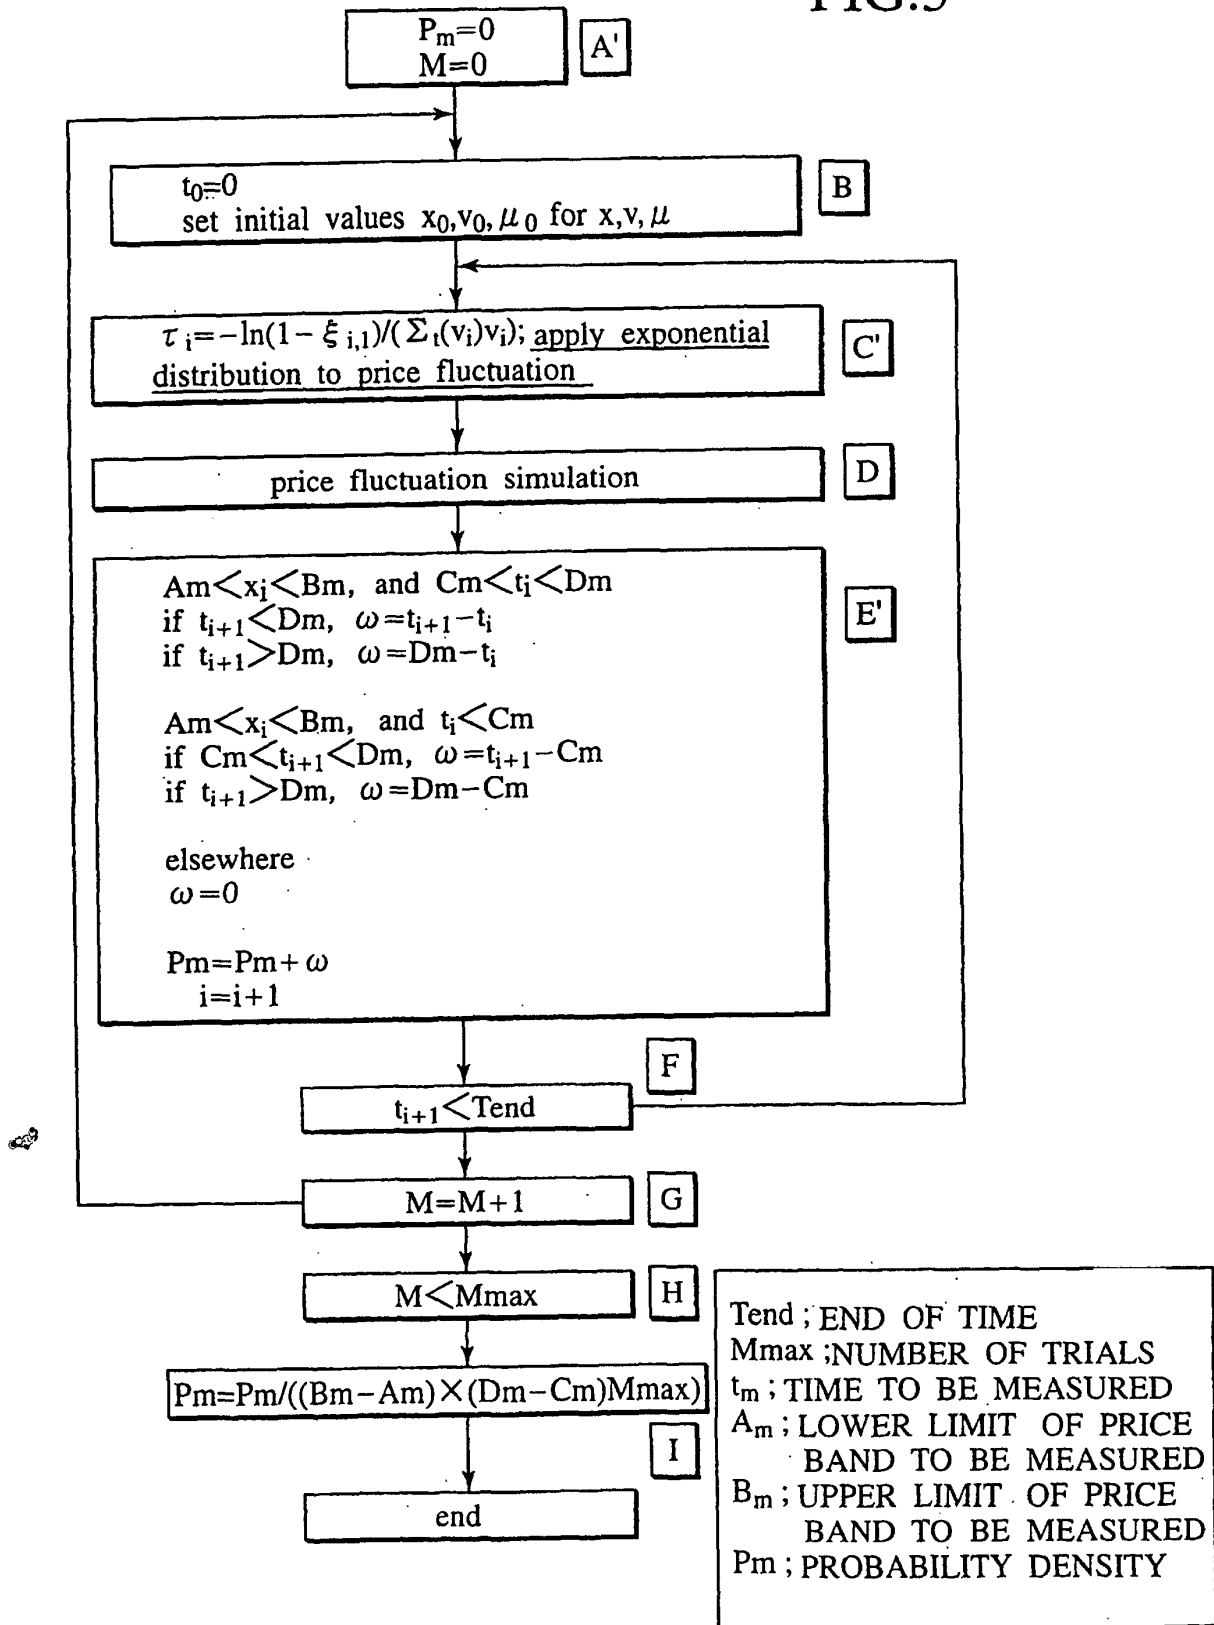 FIG.5
Pₘ=0
M=0
A'
t₀=0
set initial values x₀,v₀,μ₀ for x,v,μ
B
τᵢ=-ln(1-ξᵢ,₁)/(Σₜ(vᵢ)vᵢ); apply exponential
distribution to price fluctuation
C'
price fluctuation simulation
D
Am<xᵢ<Bm, and Cm<tᵢ<Dm
if tᵢ₊₁<Dm, ω=tᵢ₊₁-tᵢ
if tᵢ₊₁>Dm, ω=Dm-tᵢ
Am<xᵢ<Bm, and tᵢ<Cm
if Cm<tᵢ₊₁<Dm, ω=tᵢ₊₁-Cm
if tᵢ₊₁>Dm, ω=Dm-Cm
elsewhere
ω=0
Pm=Pm+ω
i=i+1
E'
F
tᵢ₊₁<Tend
M=M+1
G
M<Mmax
H
Pm=Pm/((Bm-Am)×(Dm-Cm)Mmax)
I
end
Tend ; END OF TIME
Mmax ;NUMBER OF TRIALS
tₘ ; TIME TO BE MEASURED
Aₘ ; LOWER LIMIT OF PRICE
BAND TO BE MEASURED
Bₘ ; UPPER LIMIT OF PRICE
BAND TO BE MEASURED
Pm ; PROBABILITY DENSITY